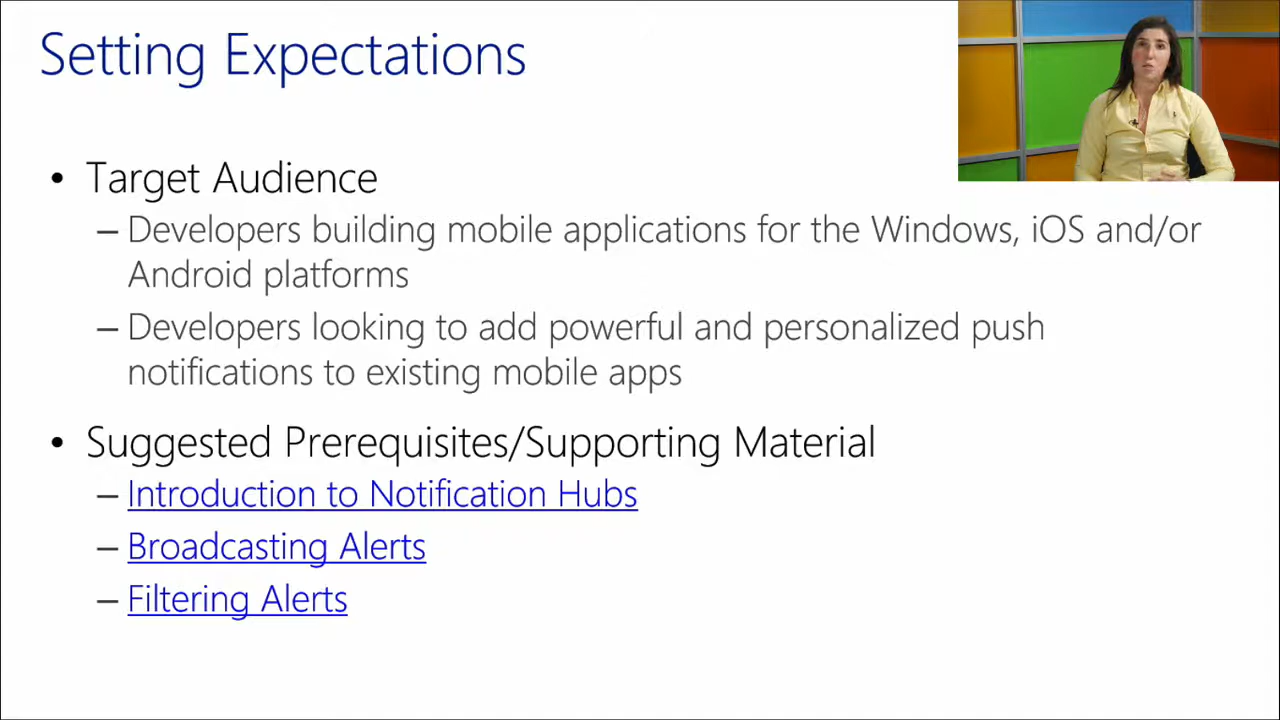 Setting Expectations
• Target Audience
– Developers building mobile applications for the Windows, iOS and/or
Android platforms
– Developers looking to add powerful and personalized push
notifications to existing mobile apps
• Suggested Prerequisites/Supporting Material
– Introduction to Notification Hubs
– Broadcasting Alerts
– Filtering Alerts